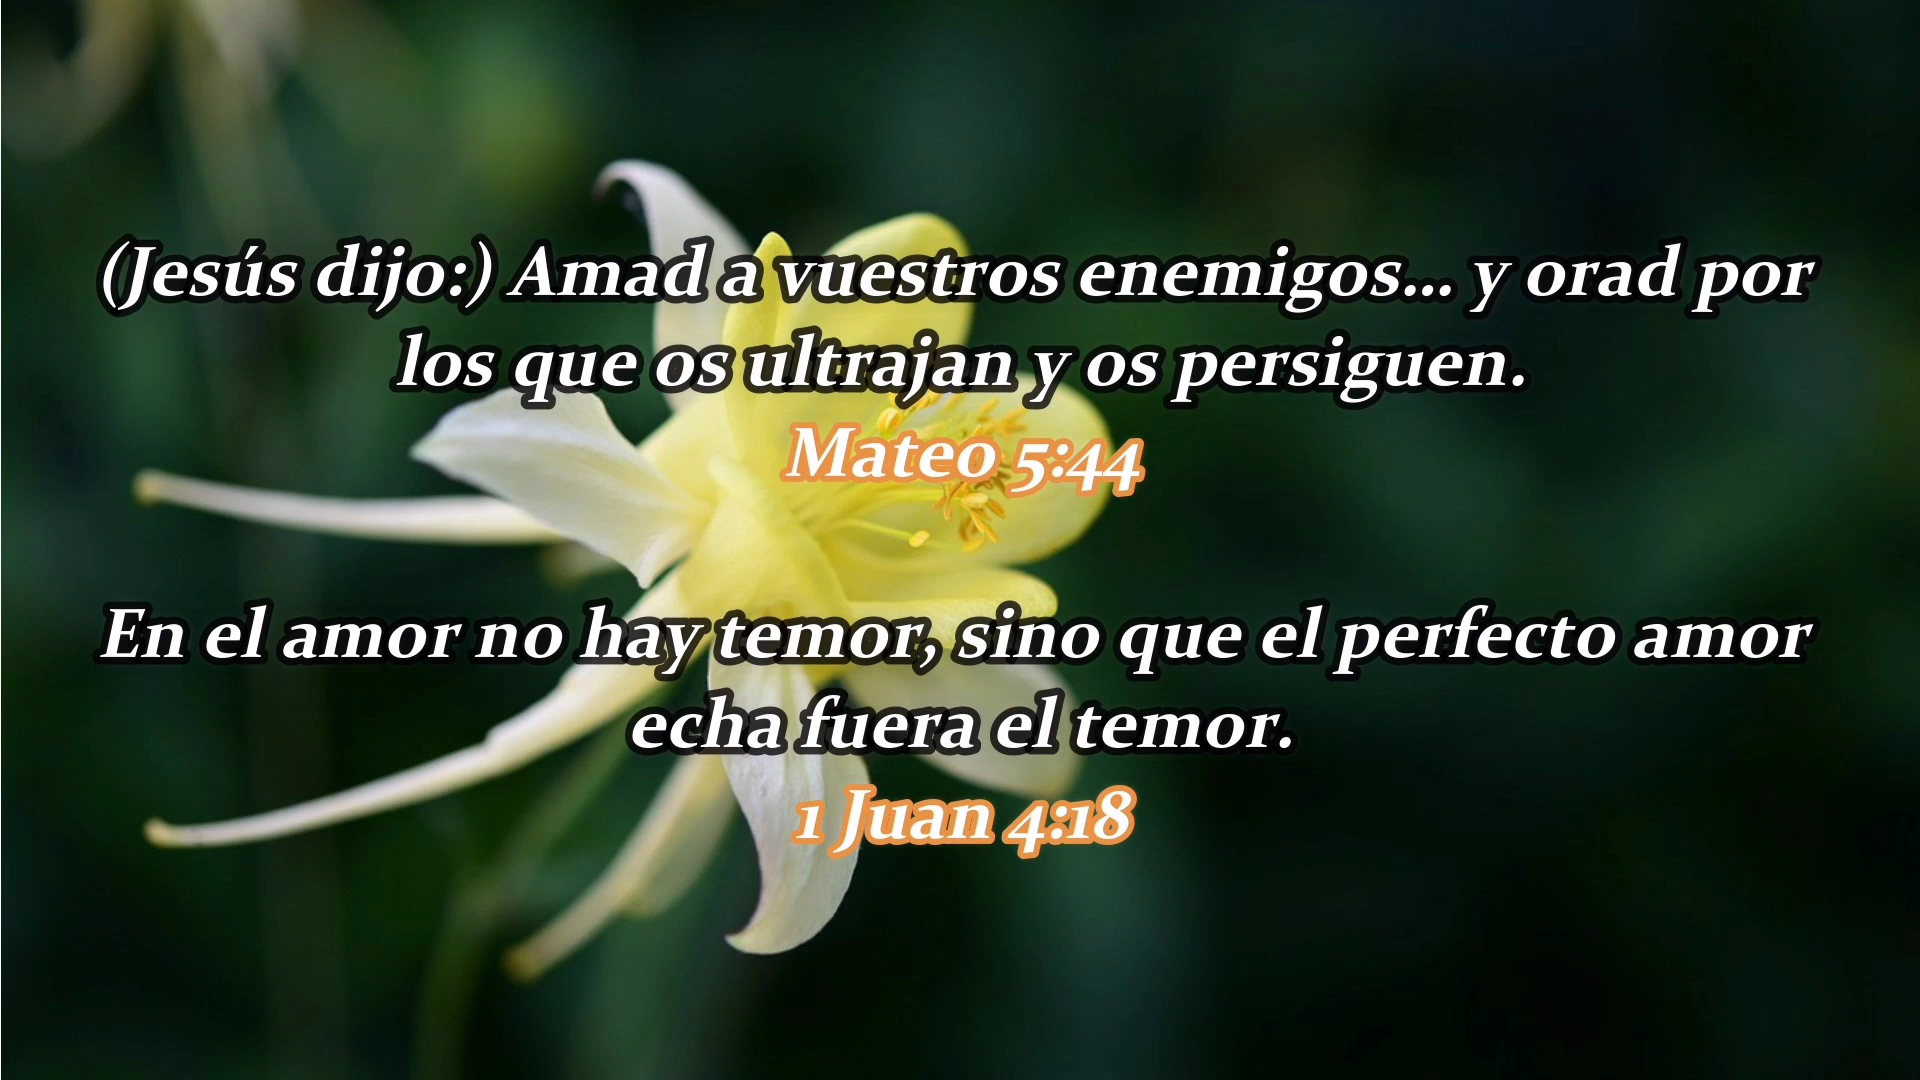 (Jesús dijo:) Amad a vuestros enemigos... y orad por
los que os ultrajan y os persiguen.
Mateo 5:44
En el amor no hay temor, sino que el perfecto amor
echa fuera el temor.
1 Juan 4:18